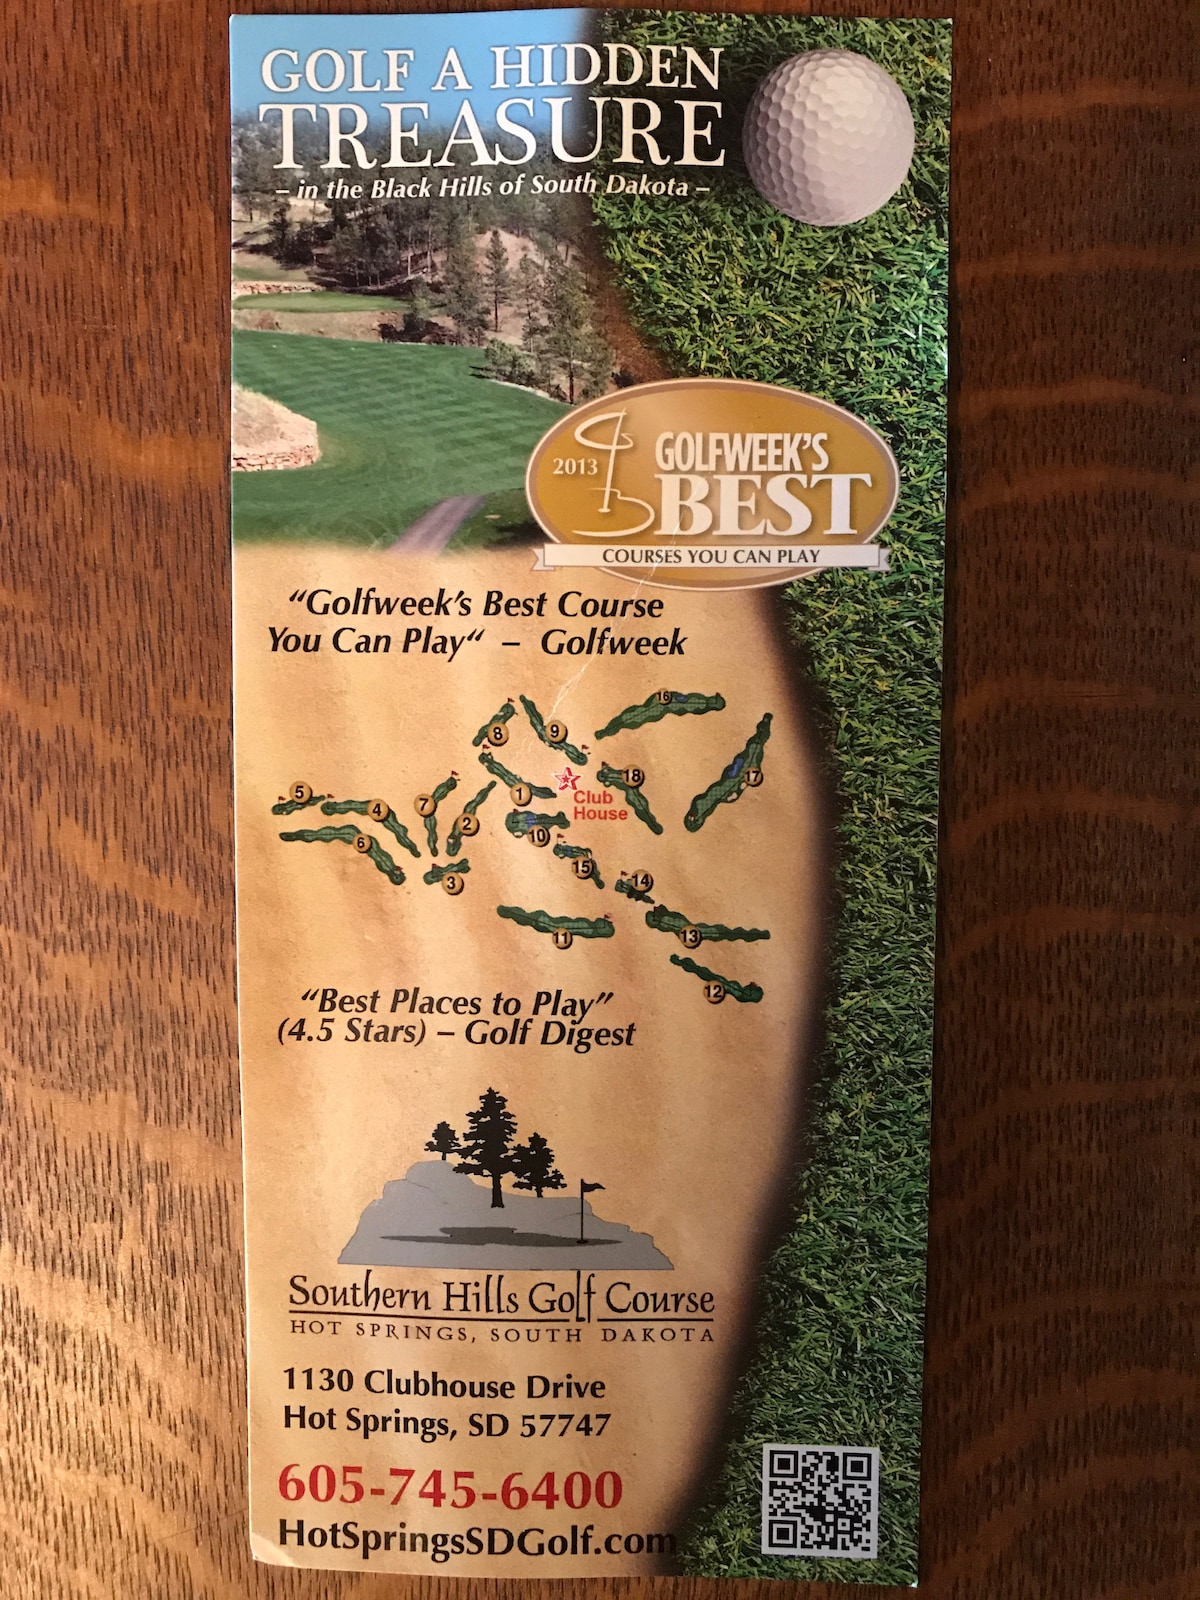 GOLF A HIDDEN
TREASURE
– in the Black Hills of South Dakota –
2013
GOLFWEEK'S
BEST
COURSES YOU CAN PLAY
“Golfweek's Best Course
You Can Play“ – Golfweek
16
8
9
17
18
5
1
Club
House
7
4
2
10
6
15
3
14
11
13
12
“Best Places to Play”
(4.5 Stars) – Golf Digest
Southern Hills Golf Course
HOT SPRINGS, SOUTH DAKOTA
1130 Clubhouse Drive
Hot Springs, SD 57747
605-745-6400
HotSpringsSDGolf.com